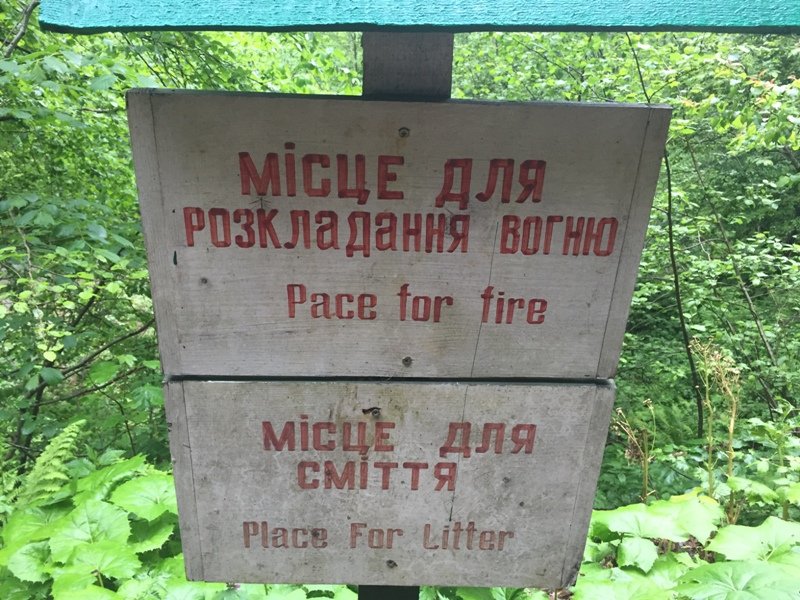 МІСЦЕ ДЛЯ
РОЗКЛАДАННЯ ВОГНЮ
Pace for fire
МІСЦЕ ДЛЯ
СМІТТЯ
Place For Litter